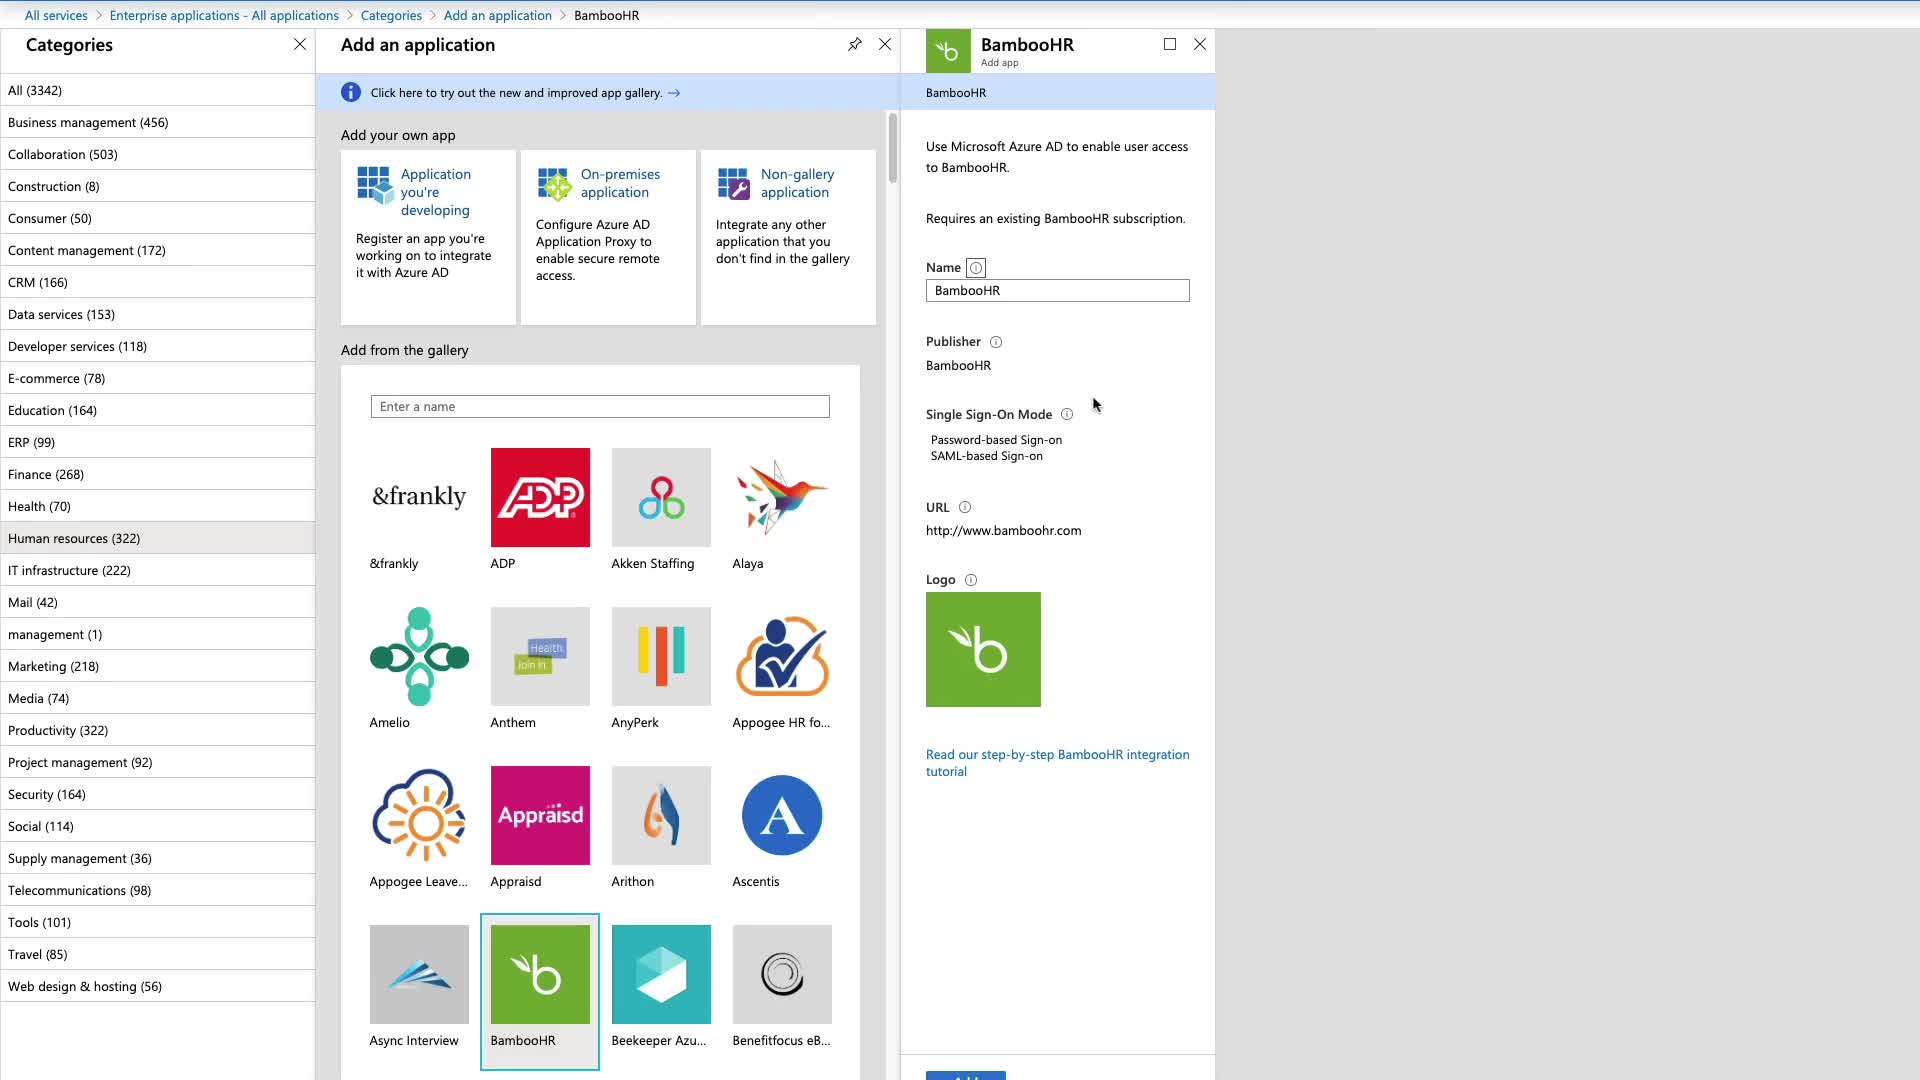 All services > Enterprise applications - All applications > Categories > Add an application > BambooHR
Categories
All (3342)
Business management (456)
Collaboration (503)
Construction (8)
Consumer (50)
Content management (172)
CRM (166)
Data services (153)
Developer services (118)
E-commerce (78)
Education (164)
ERP (99)
Finance (268)
Health (70)
Human resources (322)
IT infrastructure (222)
Mail (42)
management (1)
Marketing (218)
Media (74)
Productivity (322)
Project management (92)
Security (164)
Social (114)
Supply management (36)
Telecommunications (98)
Tools (101)
Travel (85)
Web design & hosting (56)
Add an application
Click here to try out the new and improved app gallery. →
Add your own app
Application
you're
developing
Register an app you're
working on to integrate
it with Azure AD
On-premises
application
Configure Azure AD
Application Proxy to
enable secure remote
access.
Non-gallery
application
Integrate any other
application that you
don't find in the gallery
Add from the gallery
Enter a name
&frankly
ADP
&frankly
ADP
Akken Staffing
Alaya
Health
Join In
Amelio
Anthem
AnyPerk
Appogee HR fo...
Appraisd
A
Appogee Leave...
Appraisd
Arithon
Ascentis
b
Async Interview
BambooHR
Beekeeper Azu...
Benefitfocus eB...
b
BambooHR
Add app
BambooHR
Use Microsoft Azure AD to enable user access
to BambooHR.
Requires an existing BambooHR subscription.
Name
BambooHR
Publisher
BambooHR
Single Sign-On Mode
Password-based Sign-on
SAML-based Sign-on
URL
http://www.bamboohr.com
Logo
b
Read our step-by-step BambooHR integration
tutorial